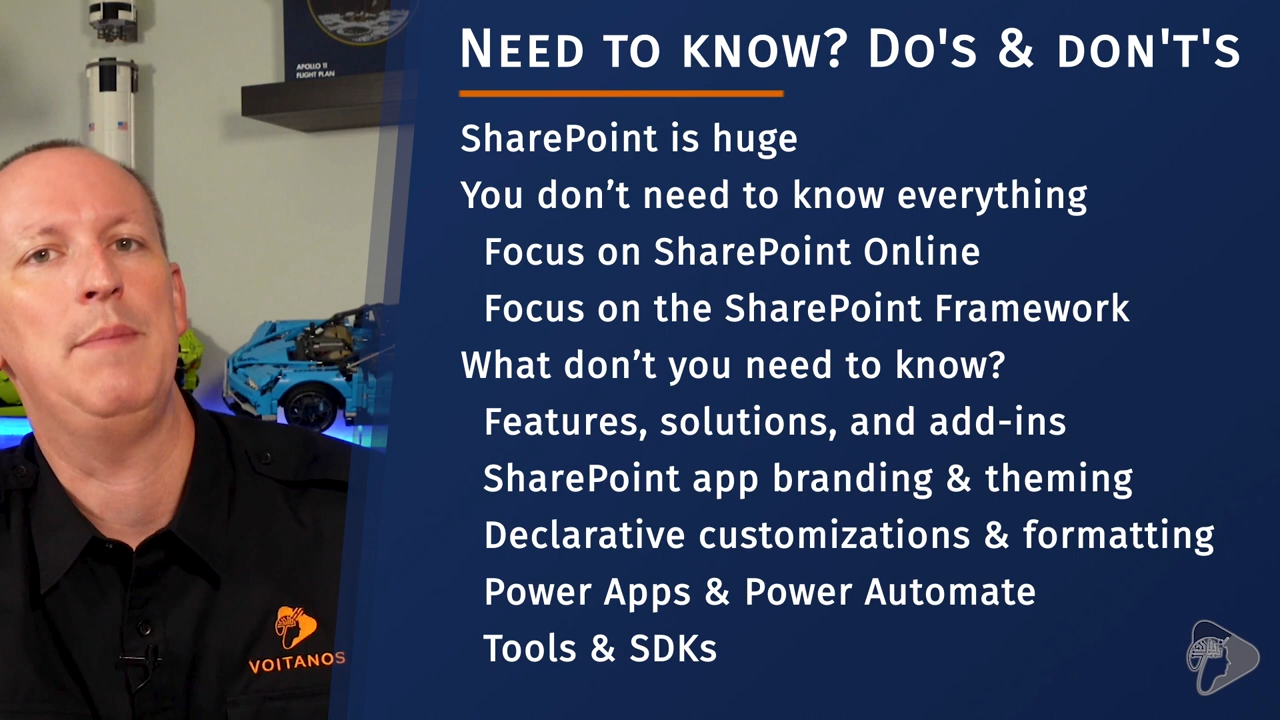 APOLLO 11
FLIGHT PLAN
NEED TO KNOW? DO'S & DON'T'S
SharePoint is huge
You don’t need to know everything
Focus on SharePoint Online
Focus on the SharePoint Framework
What don’t you need to know?
Features, solutions, and add-ins
SharePoint app branding & theming
Declarative customizations & formatting
Power Apps & Power Automate
Tools & SDKs
VOITANOS